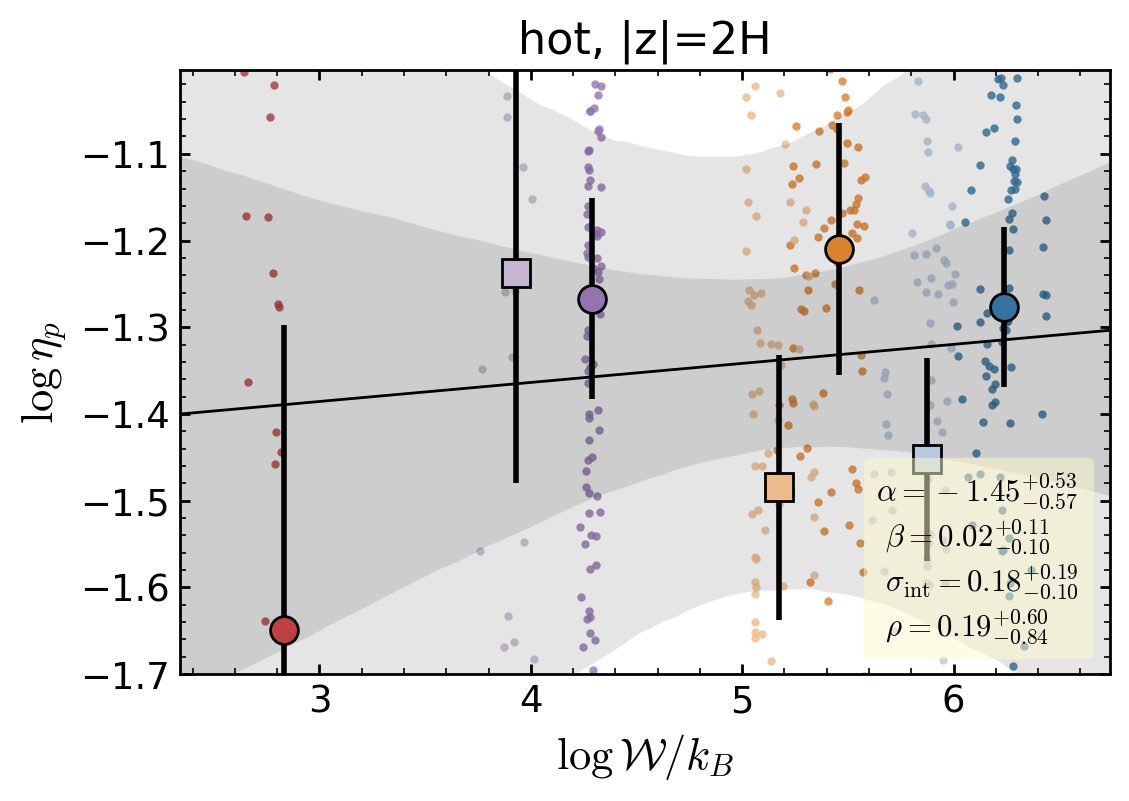 hot, |z|=2H
log η_p
−1.1
−1.2
−1.3
−1.4
−1.5
−1.6
−1.7
α = −1.45^{+0.53}_{−0.57}
β = 0.02^{+0.11}_{−0.10}
σ_int = 0.18^{+0.19}_{−0.10}
ρ = 0.19^{+0.60}_{−0.84}
3 4 5 6
log 𝒲/k_B